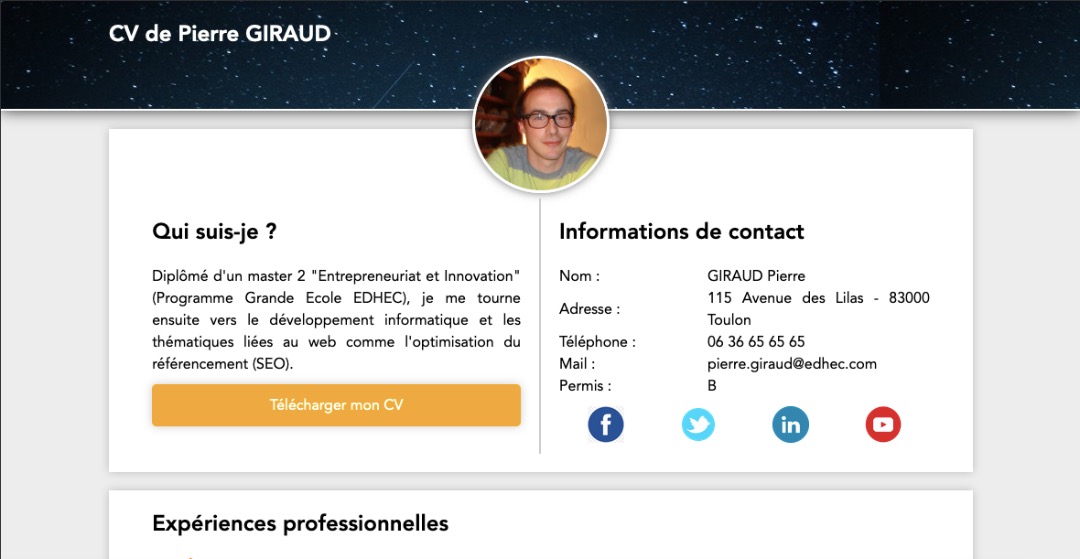 CV de Pierre GIRAUD
Qui suis-je ?
Diplômé d'un master 2 "Entrepreneuriat et Innovation"
(Programme Grande Ecole EDHEC), je me tourne
ensuite vers le développement informatique et les
thématiques liées au web comme l'optimisation du
référencement (SEO).
Télécharger mon CV
Informations de contact
Nom : GIRAUD Pierre
Adresse : 115 Avenue des Lilas - 83000
Toulon
Téléphone : 06 36 65 65 65
Mail : pierre.giraud@edhec.com
Permis : B
Expériences professionnelles